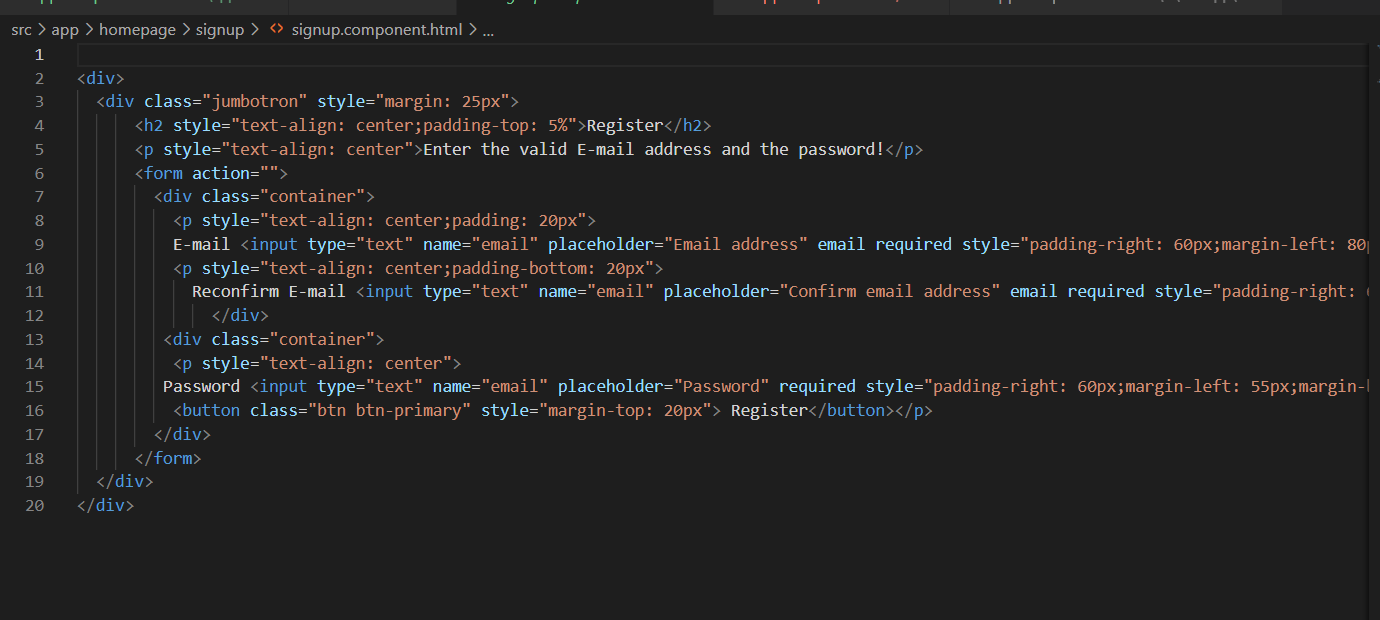 src > app > homepage > signup > <> signup.component.html > ...
1
2 <div>
3 <div class="jumbotron" style="margin: 25px">
4 <h2 style="text-align: center;padding-top: 5%">Register</h2>
5 <p style="text-align: center">Enter the valid E-mail address and the password!</p>
6 <form action="">
7 <div class="container">
8 <p style="text-align: center;padding: 20px">
9 E-mail <input type="text" name="email" placeholder="Email address" email required style="padding-right: 60px;margin-left: 80
10 <p style="text-align: center;padding-bottom: 20px">
11 Reconfirm E-mail <input type="text" name="email" placeholder="Confirm email address" email required style="padding-right:
12 </div>
13 <div class="container">
14 <p style="text-align: center">
15 Password <input type="text" name="email" placeholder="Password" required style="padding-right: 60px;margin-left: 55px;margin-
16 <button class="btn btn-primary" style="margin-top: 20px"> Register</button></p>
17 </div>
18 </form>
19 </div>
20 </div>